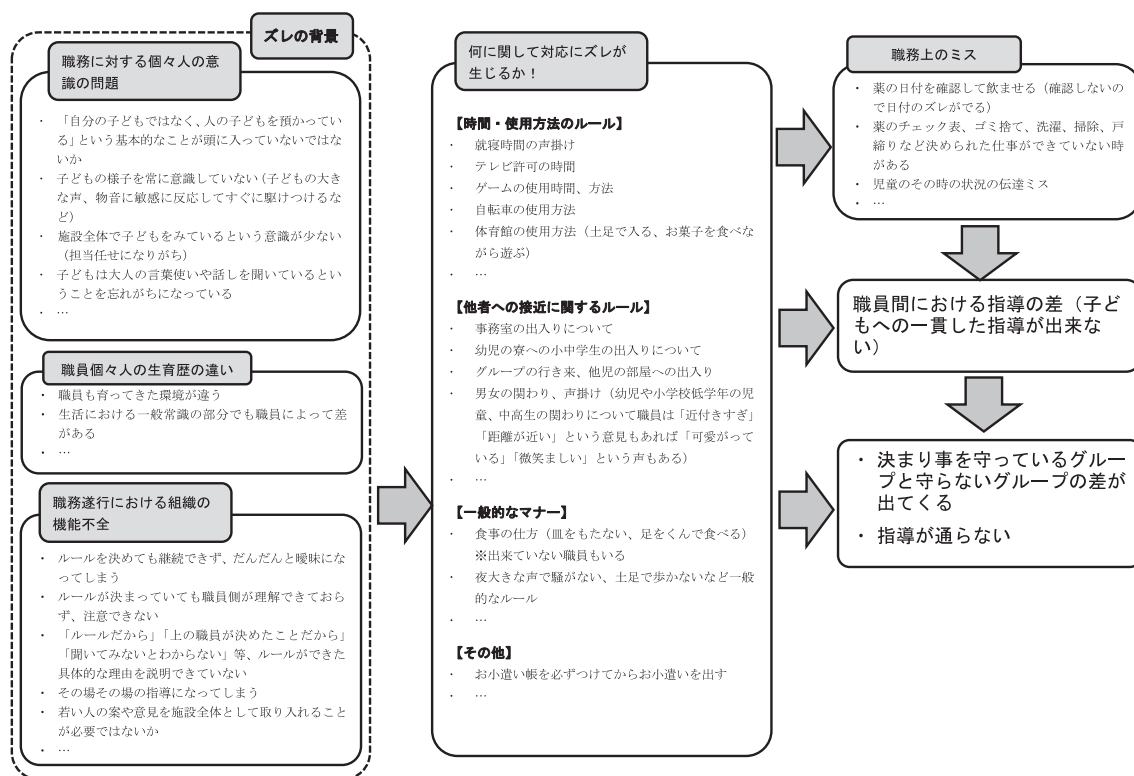 ズレの背景
職務に対する個々人の意
識の問題
・ 「自分の子どもではなく、人の子どもを預かってい
る」という基本的なことが頭に入っていないではな
いか
・ 子どもの様子を常に意識していない（子どもの大き
な声、物音に敏感に反応してすぐに駆けつけるな
ど）
・ 施設全体で子どもをみているという意識が少ない
（担当任せになりがち）
・ 子どもは大人の言葉使いや話しを聞いているとい
うことを忘れがちになっている
・ …
職員個々人の生育歴の違い
・ 職員も育ってきた環境が違う
・ 生活における一般常識の部分でも職員によって差
がある
・ …
職務遂行における組織の
機能不全
・ ルールを決めても継続できず、だんだんと曖昧にな
ってしまう
・ ルールが決まっていても職員側が理解できておら
ず、注意できない
・ 「ルールだから」「上の職員が決めたことだから」
「聞いてみないとわからない」等、ルールができた
具体的な理由を説明できていない
・ その場その場の指導になってしまう
・ 若い人の案や意見を施設全体として取り入れること
が必要ではないか
・ …
何に関して対応にズレが
生じるか！
【時間・使用方法のルール】
・ 就寝時間の声掛け
・ テレビ許可の時間
・ ゲームの使用時間、方法
・ 自転車の使用方法
・ 体育館の使用方法（土足で入る、お菓子を食べな
がら遊ぶ）
・ …
【他者への接近に関するルール】
・ 事務室の出入りについて
・ 幼児の寮への小中学生の出入りについて
・ グループの行き来、他児の部屋への出入り
・ 男女の関わり、声掛け（幼児や小学校低学年の児
童、中高生の関わりについて職員は「近付きすぎ」
「距離が近い」という意見もあれば「可愛がって
いる」「微笑ましい」という声もある）
・ …
【一般的なマナー】
・ 食事の仕方（皿をもたない、足をくんで食べる）
※出来ていない職員もいる
・ 夜大きな声で騒がない、土足で歩かないなど一般
的なルール
・ …
【その他】
・ お小遣い帳を必ずつけてからお小遣いを出す
・ …
職務上のミス
・ 薬の日付を確認して飲ませる（確認しないの
で日付のズレがでる）
・ 薬のチェック表、ゴミ捨て、洗濯、掃除、戸
締りなど決められた仕事ができていない時
がある
・ 児童のその時の状況の伝達ミス
・ …
職員間における指導の差（子ど
もへの一貫した指導が出来な
い）
・ 決まり事を守っているグルー
プと守らないグループの差が
出てくる
・ 指導が通らない